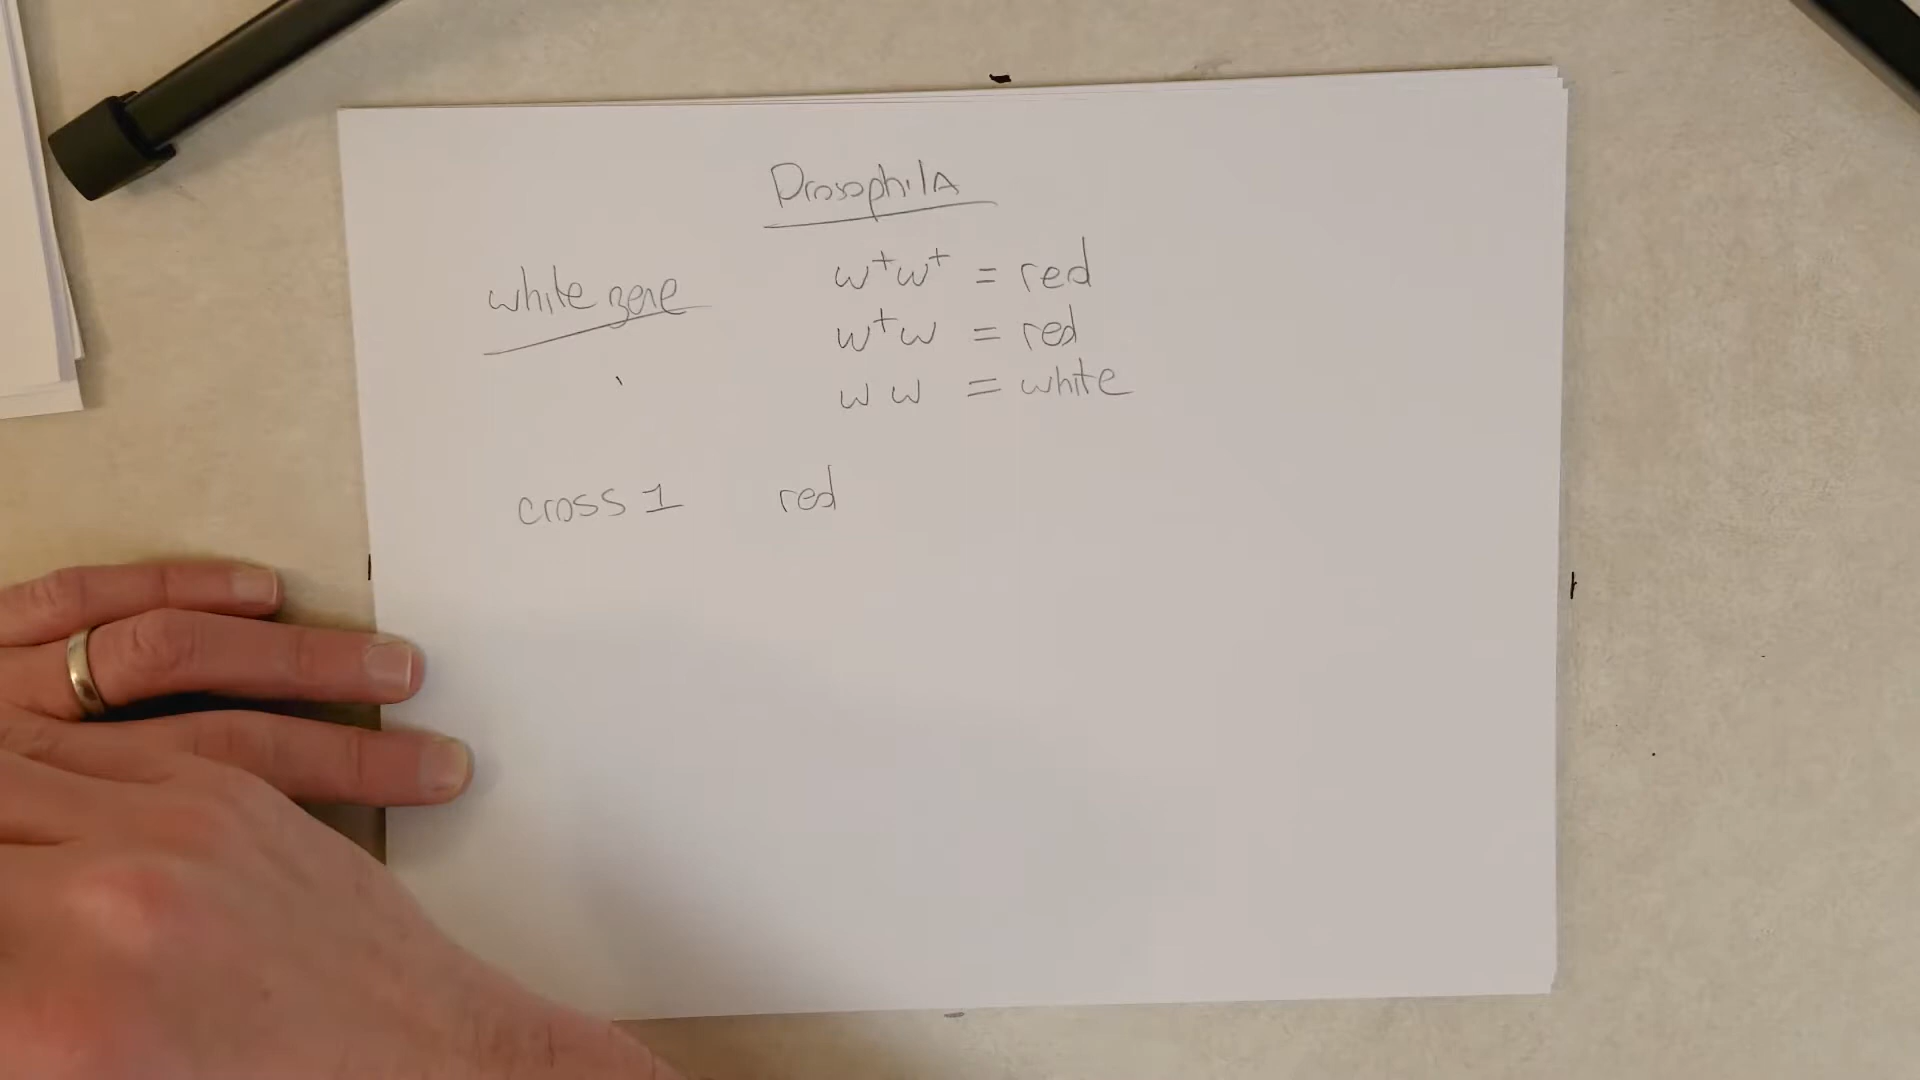 Drosophila
white gene
w⁺w⁺ = red
w⁺w = red
w w = white
cross 1 red